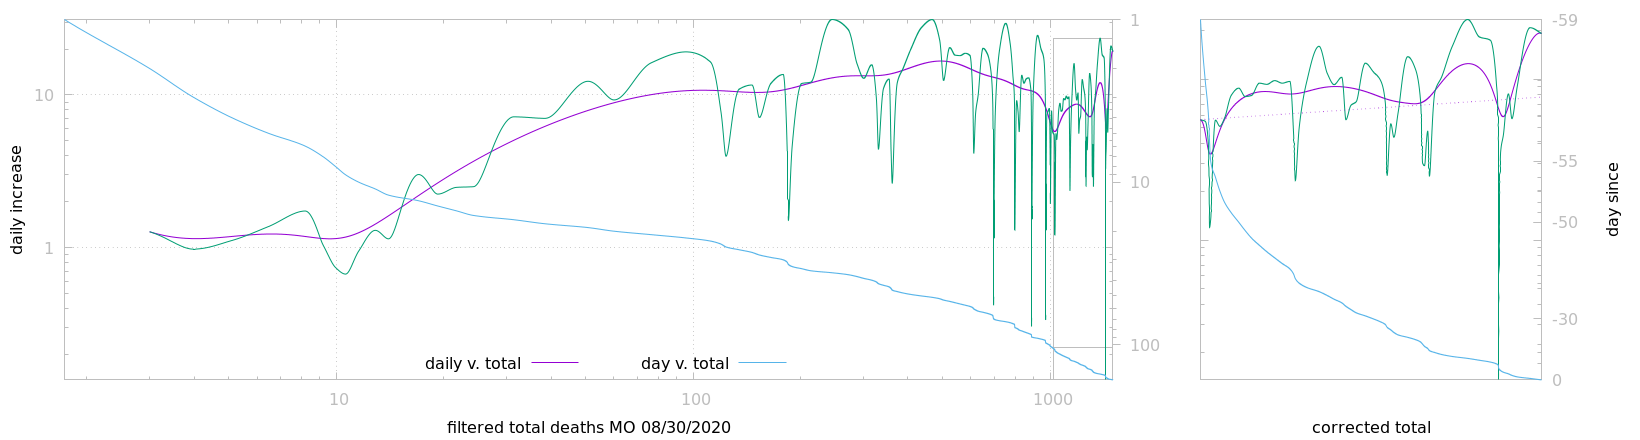 daily increase
10
1
daily v. total
day v. total
10
100
1000
filtered total deaths MO 08/30/2020
1
10
100
-59
-55
-50
-30
0
day since
corrected total